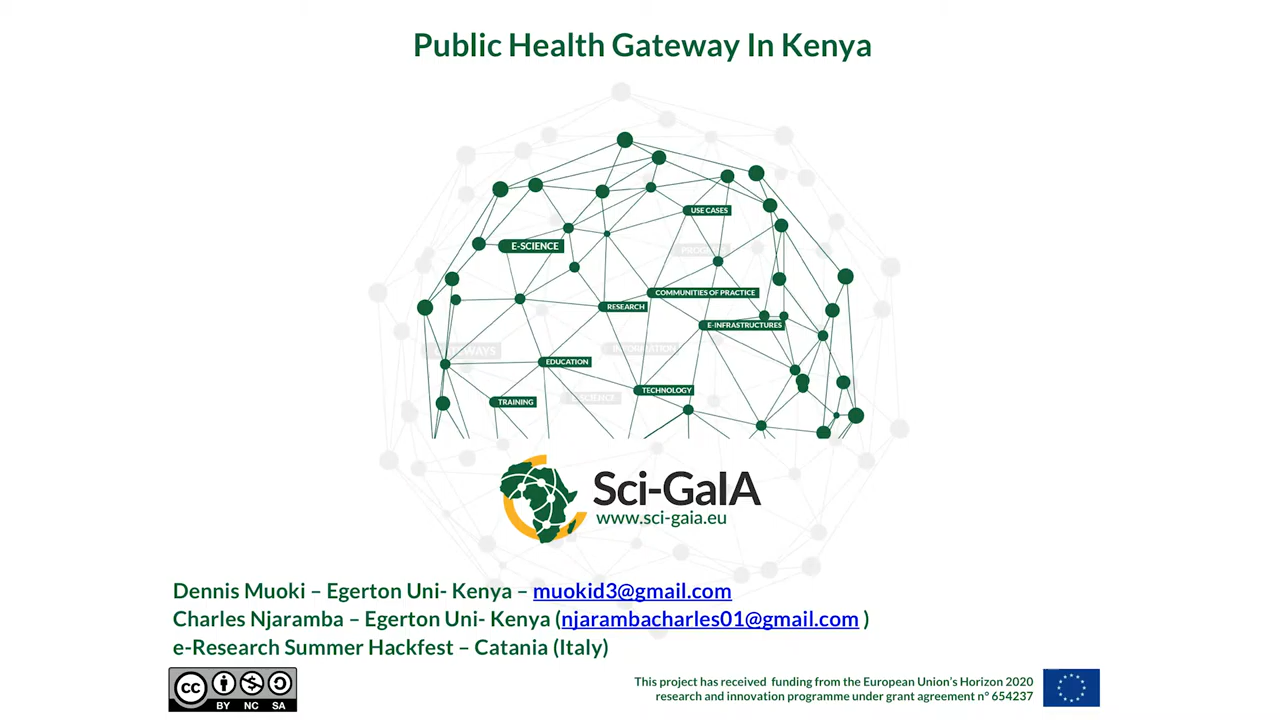 Public Health Gateway In Kenya
USE CASES
E-SCIENCE
COMMUNITIES OF PRACTICE
RESEARCH
E-INFRASTRUCTURES
EDUCATION
TECHNOLOGY
TRAINING
Sci-GaIA
www.sci-gaia.eu
Dennis Muoki – Egerton Uni- Kenya – muokid3@gmail.com
Charles Njaramba – Egerton Uni- Kenya (njarambacharles01@gmail.com )
e-Research Summer Hackfest – Catania (Italy)
cc
BY NC SA
This project has received funding from the European Union's Horizon 2020
research and innovation programme under grant agreement n° 654237